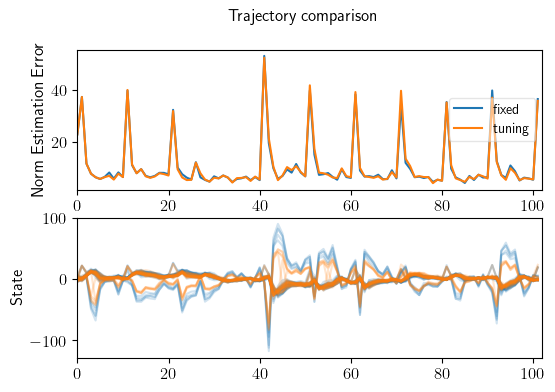 Trajectory comparison
Norm Estimation Error
40
20
fixed
tuning
0 20 40 60 80 100
State
100
0
−100
0 20 40 60 80 100